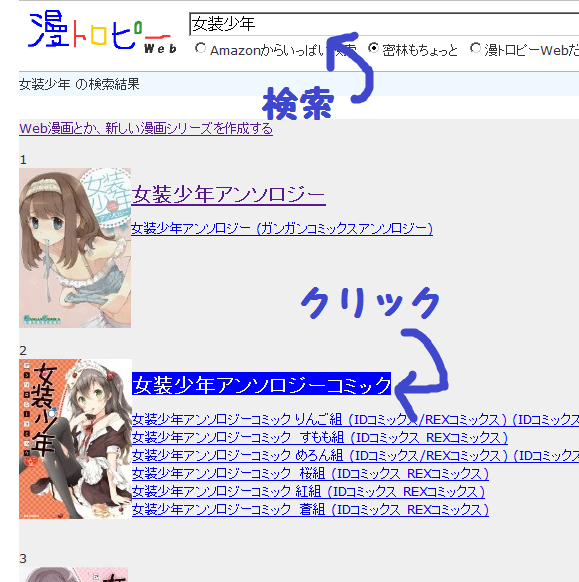 漫トロピー Web
女装少年
Amazonからいっぱい検索 密林もちょっと 漫トロピーWebだ
女装少年 の検索結果
検索
Web漫画とか、新しい漫画シリーズを作成する
1
女装少年
女装少年アンソロジー
女装少年アンソロジー (ガンガンコミックスアンソロジー)
クリック
2
女装少年
女装少年アンソロジーコミック
女装少年アンソロジーコミック りんご組 (IDコミックス/REXコミックス) (IDコミックス
女装少年アンソロジーコミック すもも組 (IDコミックス REXコミックス)
女装少年アンソロジーコミック めろん組 (IDコミックス/REXコミックス) (IDコミックス
女装少年アンソロジーコミック 桜組 (IDコミックス REXコミックス)
女装少年アンソロジーコミック 紅組 (IDコミックス REXコミックス)
女装少年アンソロジーコミック 蒼組 (IDコミックス REXコミックス)
3